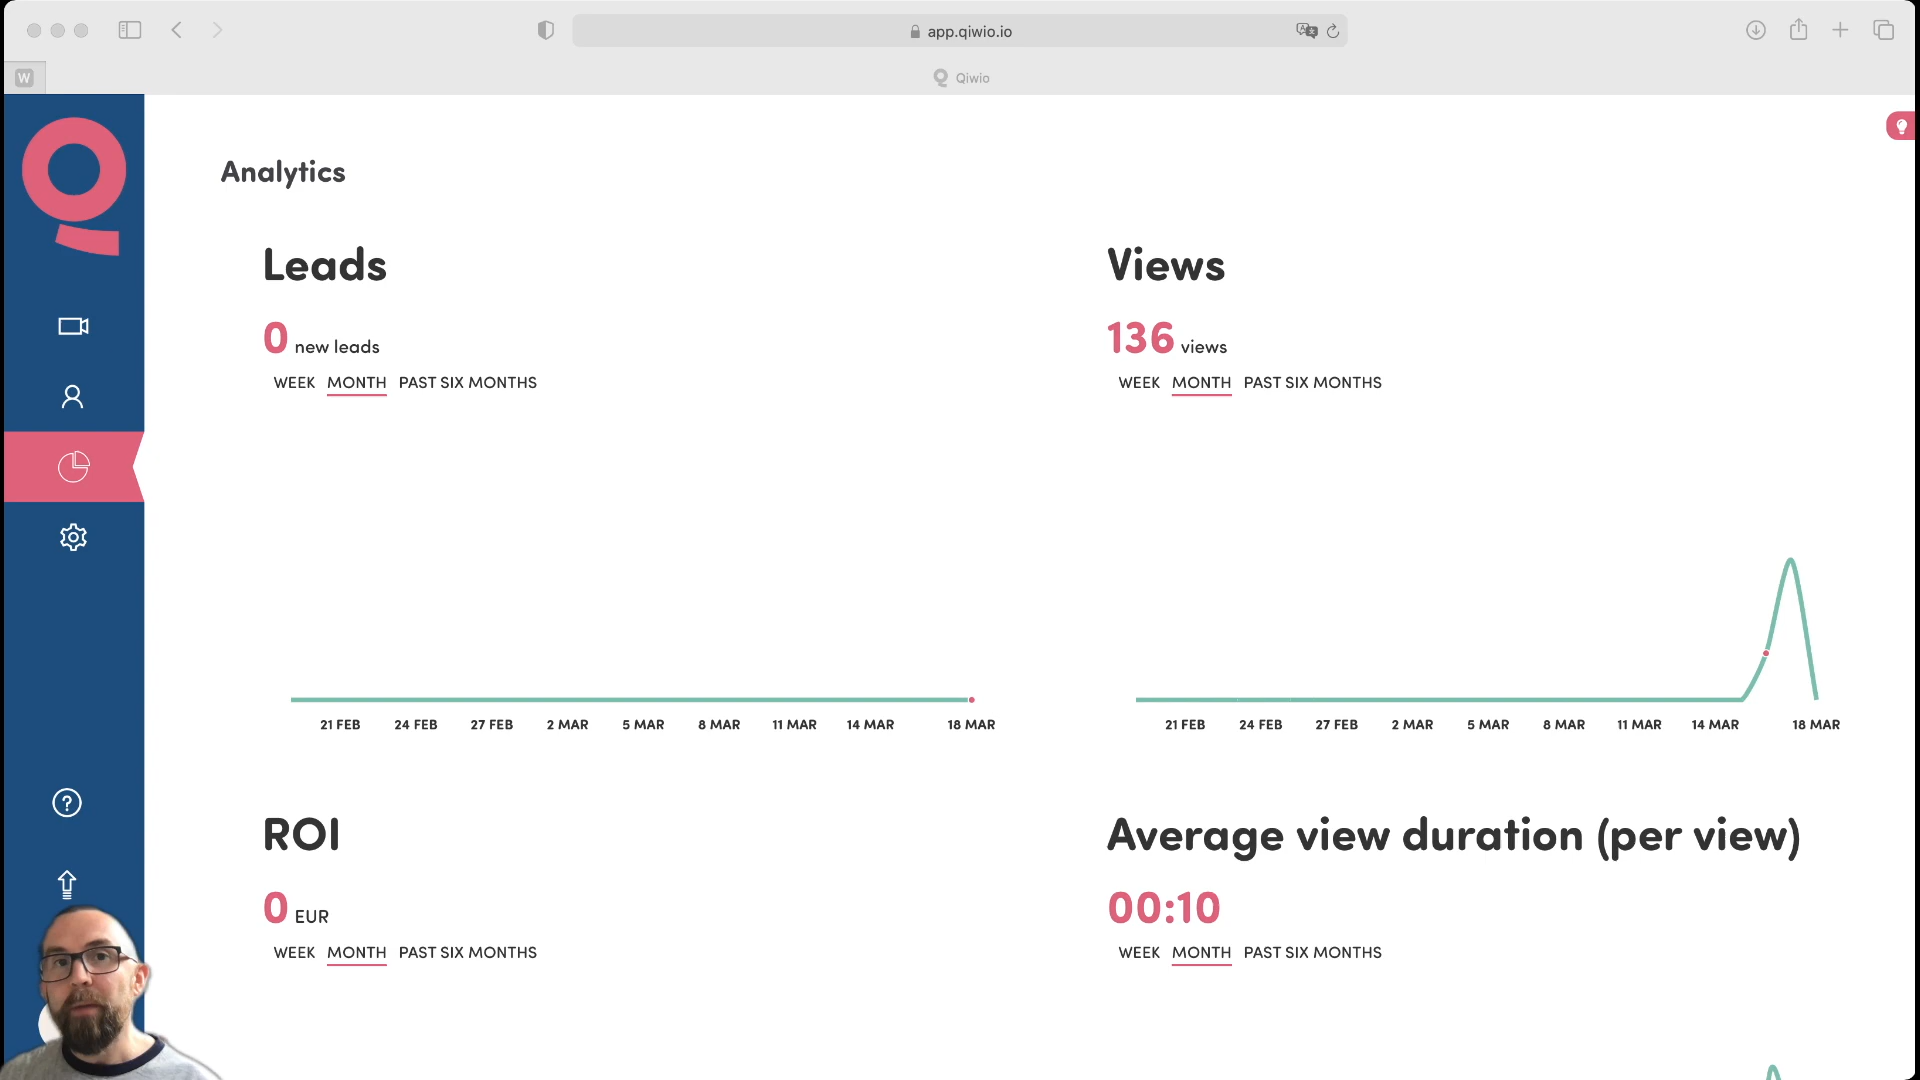 app.qiwio.io
W
Qiwio
Analytics
Leads
0 new leads
WEEK MONTH PAST SIX MONTHS
21 FEB 24 FEB 27 FEB 2 MAR 5 MAR 8 MAR 11 MAR 14 MAR 18 MAR
Views
136 views
WEEK MONTH PAST SIX MONTHS
21 FEB 24 FEB 27 FEB 2 MAR 5 MAR 8 MAR 11 MAR 14 MAR 18 MAR
ROI
0 EUR
WEEK MONTH PAST SIX MONTHS
Average view duration (per view)
00:10
WEEK MONTH PAST SIX MONTHS
?